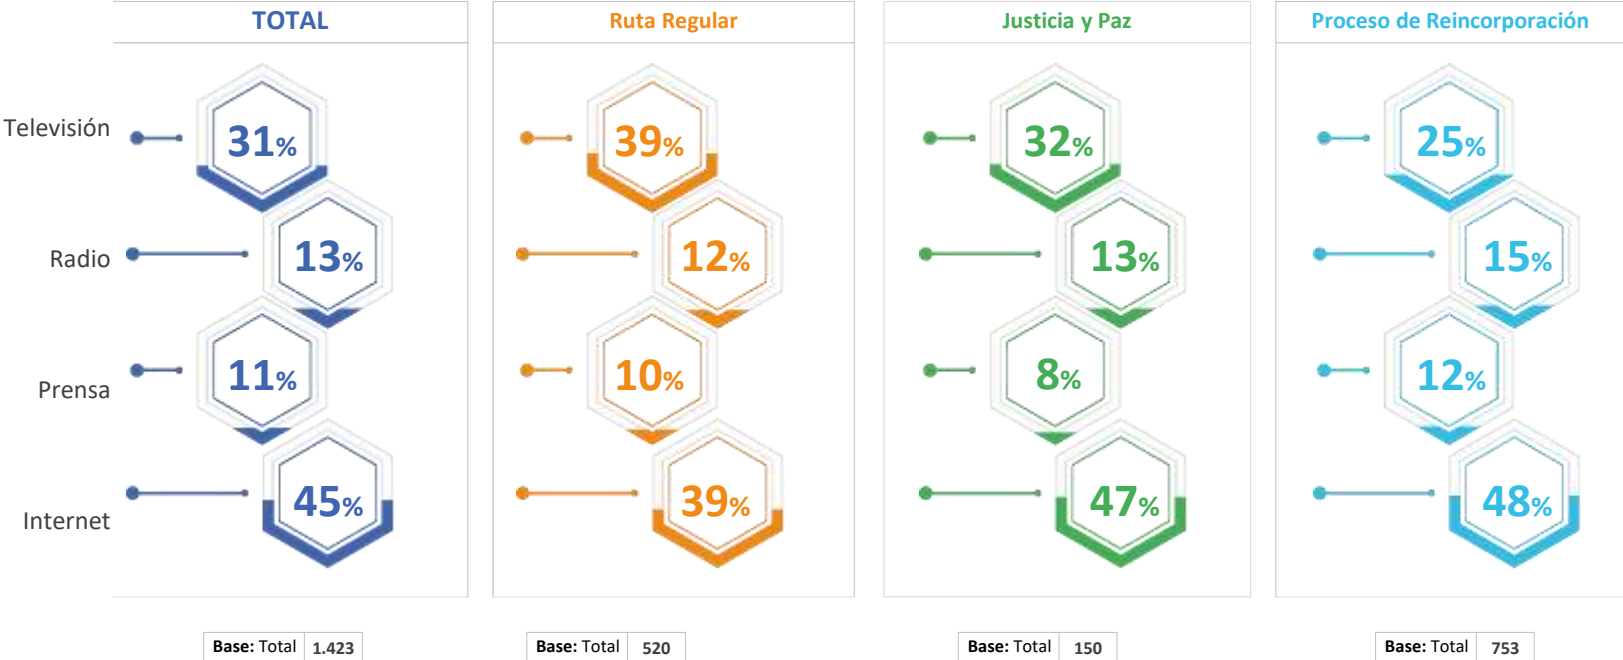 TOTAL
Ruta Regular
Justicia y Paz
Proceso de Reincorporación
Televisión
31%
39%
32%
25%
Radio
13%
12%
13%
15%
Prensa
11%
10%
8%
12%
Internet
45%
39%
47%
48%
Base: Total 1.423
Base: Total 520
Base: Total 150
Base: Total 753